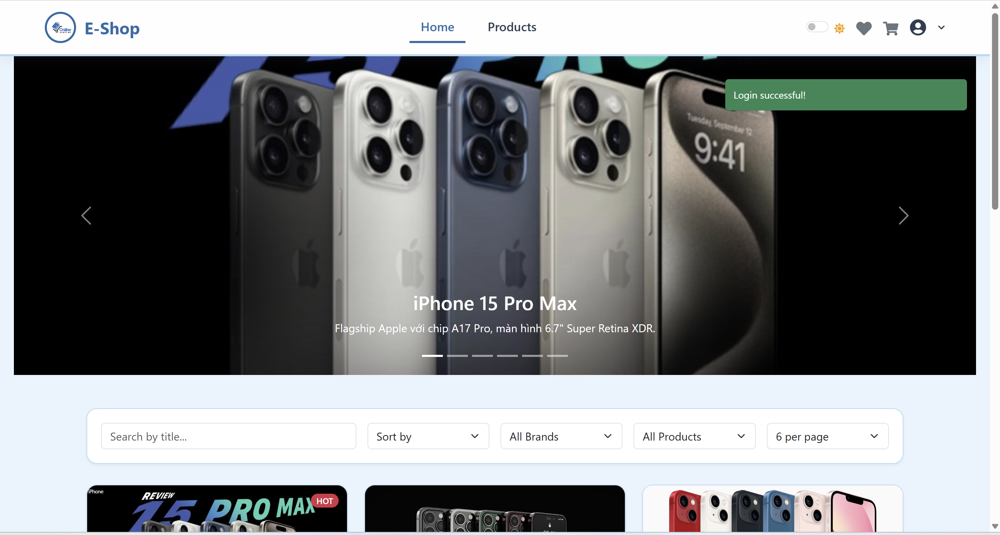 Online
SHOPPING
E-Shop
Home
Products
Login successful!
Tuesday, September 12
9:41
iPhone 15 Pro Max
Flagship Apple với chip A17 Pro, màn hình 6.7" Super Retina XDR.
Search by title...
Sort by
All Brands
All Products
6 per page
iPhone
REVIEW
15 PRO MAX
HOT